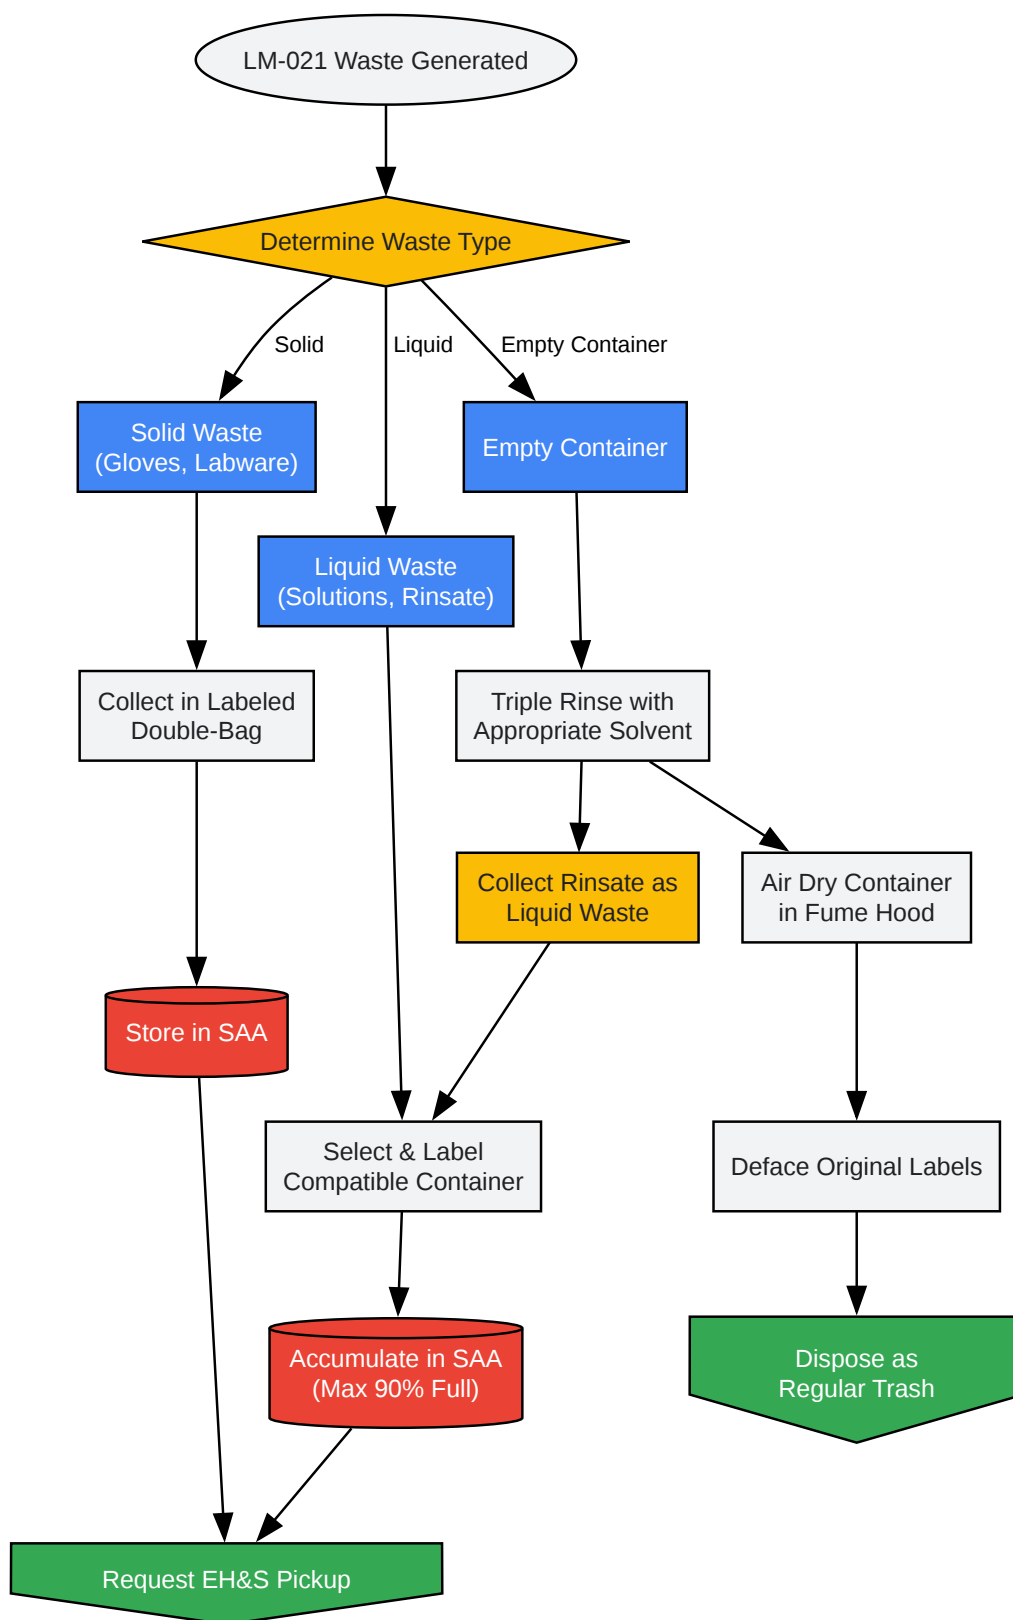 LM-021 Waste Generated
Determine Waste Type
Solid
Liquid
Empty Container
Solid Waste
(Gloves, Labware)
Empty Container
Liquid Waste
(Solutions, Rinsate)
Collect in Labeled
Double-Bag
Triple Rinse with
Appropriate Solvent
Collect Rinsate as
Liquid Waste
Air Dry Container
in Fume Hood
Store in SAA
Select & Label
Compatible Container
Deface Original Labels
Accumulate in SAA
(Max 90% Full)
Dispose as
Regular Trash
Request EH&S Pickup